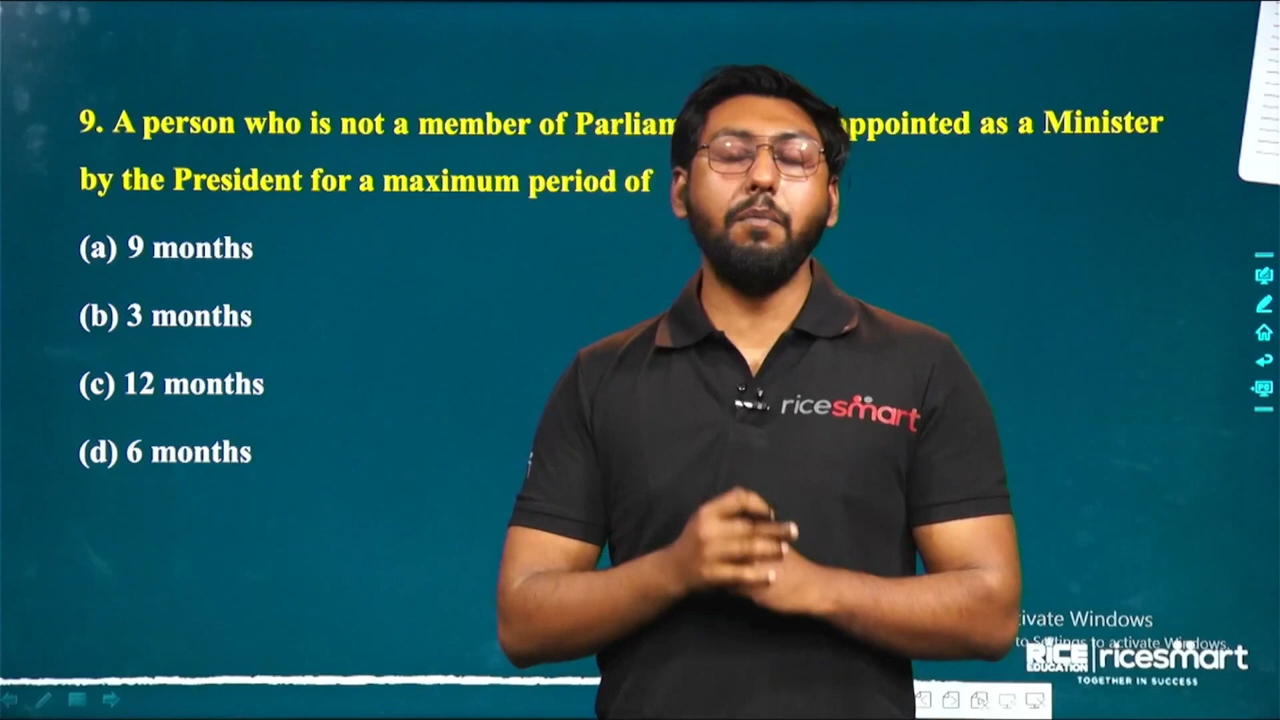 9. A person who is not a member of Parliam appointed as a Minister
by the President for a maximum period of
(a) 9 months
(b) 3 months
(c) 12 months
(d) 6 months
ricesmart
ivate Windows
to Settings to activate Windows.
RICE EDUCATION ricesmart
TOGETHER IN SUCCESS